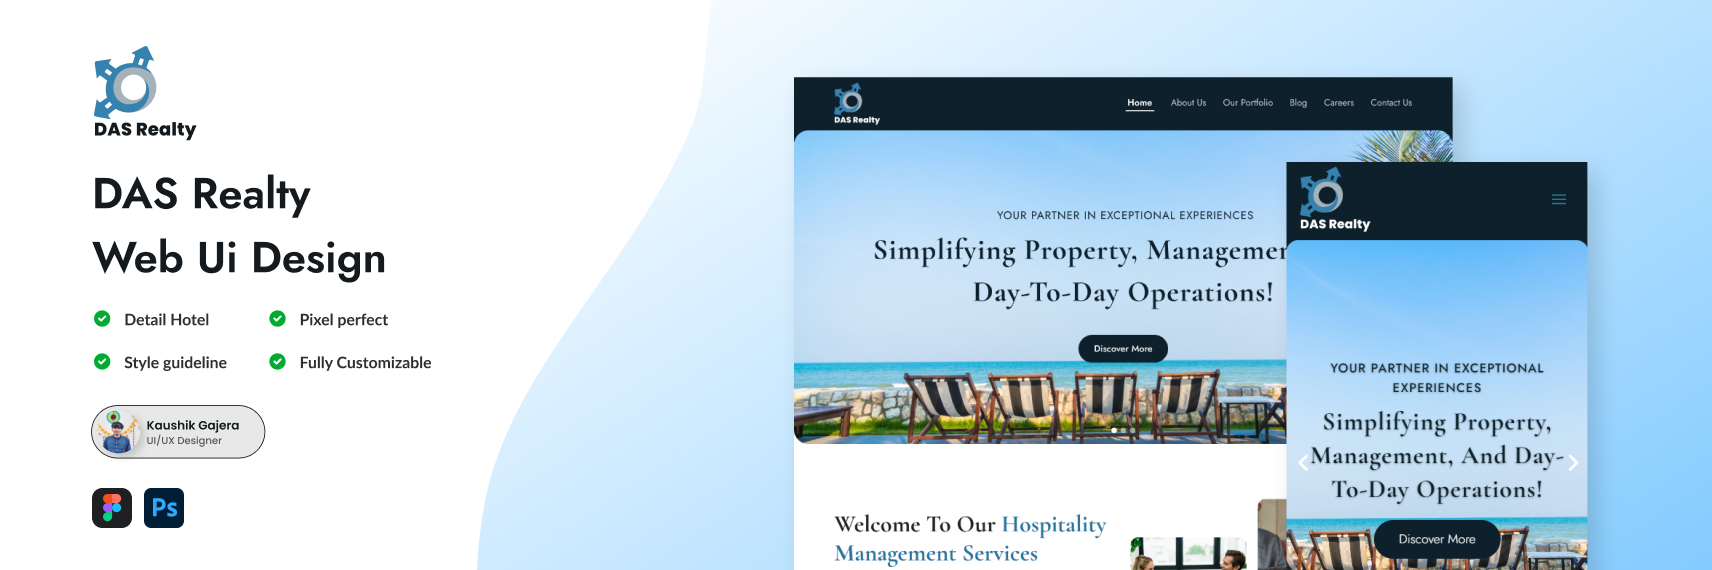 DAS Realty
DAS Realty
Web Ui Design
Detail Hotel
Pixel perfect
Style guideline
Fully Customizable
Kaushik Gajera
UI/UX Designer
Ps
DAS Realty
Home
About Us
Our Portfolio
Blog
Careers
Contact Us
YOUR PARTNER IN EXCEPTIONAL EXPERIENCES
Simplifying Property, Managemen
Day-To-Day Operations!
Discover More
Welcome To Our Hospitality
Management Services
DAS Realty
YOUR PARTNER IN EXCEPTIONAL
EXPERIENCES
Simplifying Property,
Management, And Day-
To-Day Operations!
Discover More